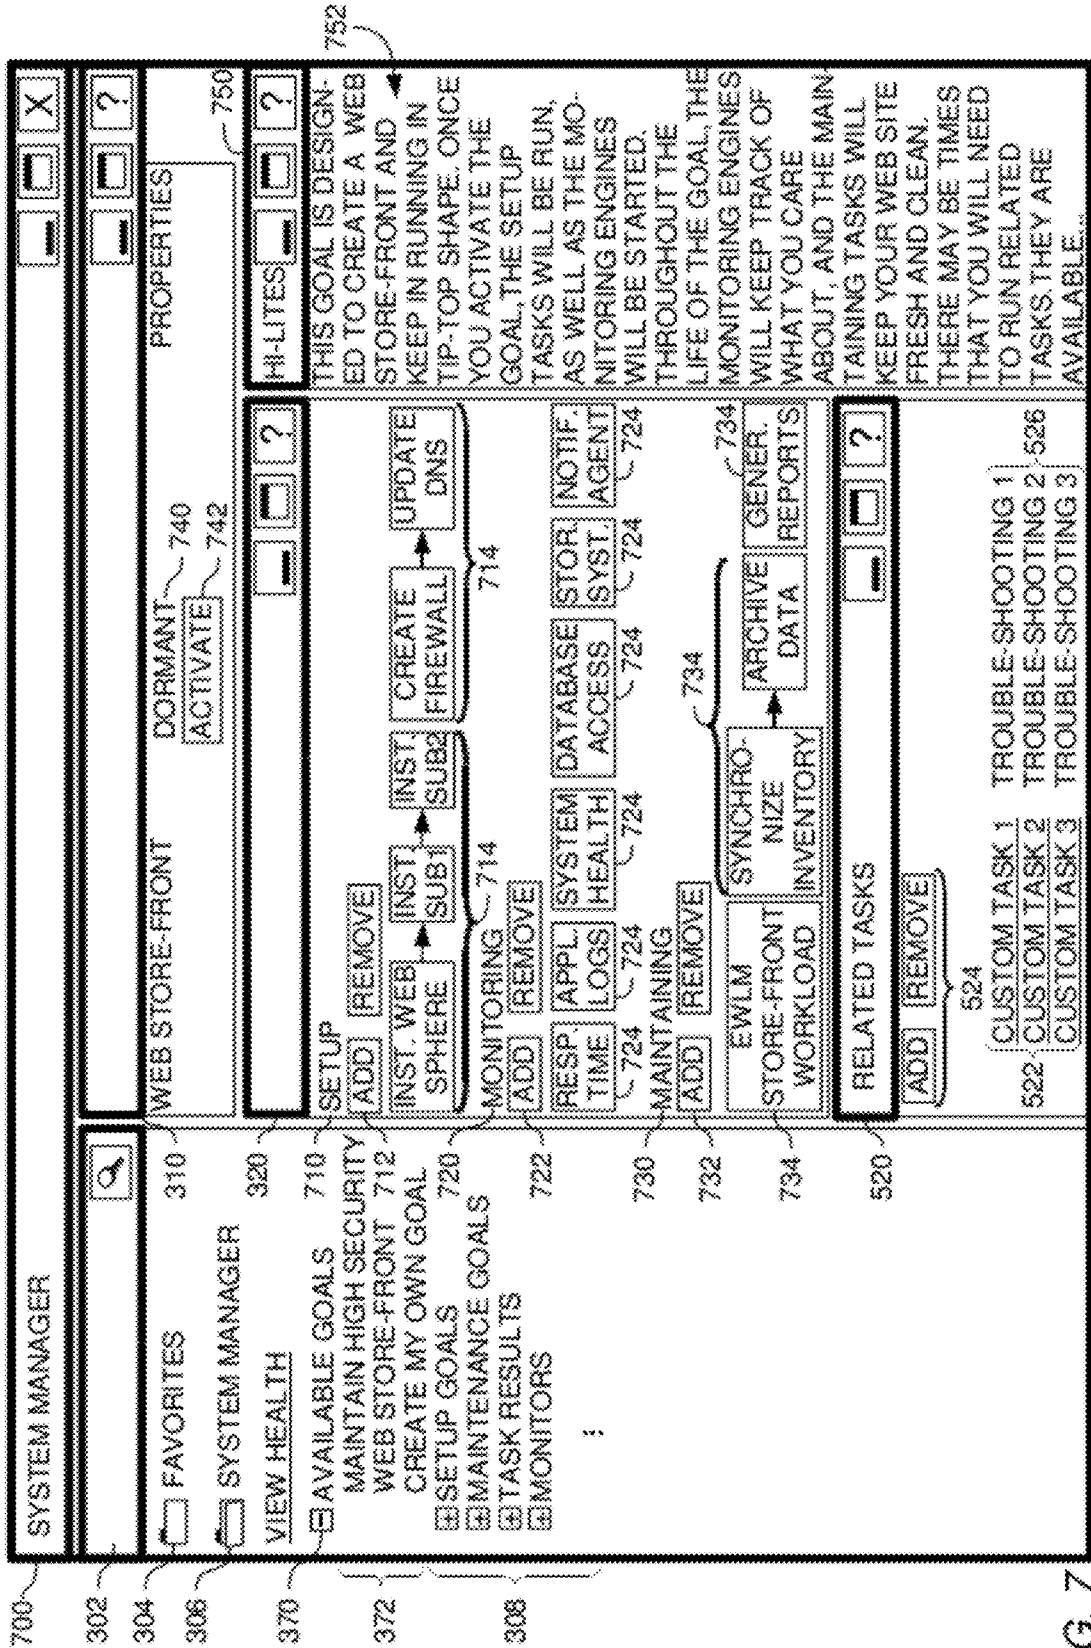 700
SYSTEM MANAGER
X
302
?
304
FAVORITES
306
SYSTEM MANAGER
VIEW HEALTH
370
AVAILABLE GOALS
372
MAINTAIN HIGH SECURITY
WEB STORE-FRONT
CREATE MY OWN GOAL
308
SETUP GOALS
MAINTENANCE GOALS
TASK RESULTS
MONITORS
310
WEB STORE-FRONT
PROPERTIES
DORMANT
740
ACTIVATE
742
320
?
710
SETUP
712
ADD
REMOVE
INST. WEB
SPHERE
INST.
SUB1
INST.
SUB2
CREATE
FIREWALL
UPDATE
DNS
714
714
720
MONITORING
722
ADD
REMOVE
RESP.
TIME
APPL.
LOGS
SYSTEM
HEALTH
DATABASE
ACCESS
STOR.
SYST.
NOTIF.
AGENT
724
724
724
724
724
724
730
MAINTAINING
732
ADD
REMOVE
734
734
734
EWLM
STORE-FRONT
WORKLOAD
SYNCHRO-
NIZE
INVENTORY
ARCHIVE
DATA
GENER.
REPORTS
520
RELATED TASKS
?
ADD
REMOVE
524
522
CUSTOM TASK 1
CUSTOM TASK 2
CUSTOM TASK 3
TROUBLE-SHOOTING 1
TROUBLE-SHOOTING 2
TROUBLE-SHOOTING 3
526
750
HI-LITES
?
752
THIS GOAL IS DESIGN-
ED TO CREATE A WEB
STORE-FRONT AND
KEEP IN RUNNING IN
TIP-TOP SHAPE. ONCE
YOU ACTIVATE THE
GOAL, THE SETUP
TASKS WILL BE RUN,
AS WELL AS THE MO-
NITORING ENGINES
WILL BE STARTED.
THROUGHOUT THE
LIFE OF THE GOAL, THE
MONITORING ENGINES
WILL KEEP TRACK OF
WHAT YOU CARE
ABOUT, AND THE MAIN-
TAINING TASKS WILL
KEEP YOUR WEB SITE
FRESH AND CLEAN.
THERE MAY BE TIMES
THAT YOU WILL NEED
TO RUN RELATED
TASKS.THEY ARE
AVAILABLE...
G. 7